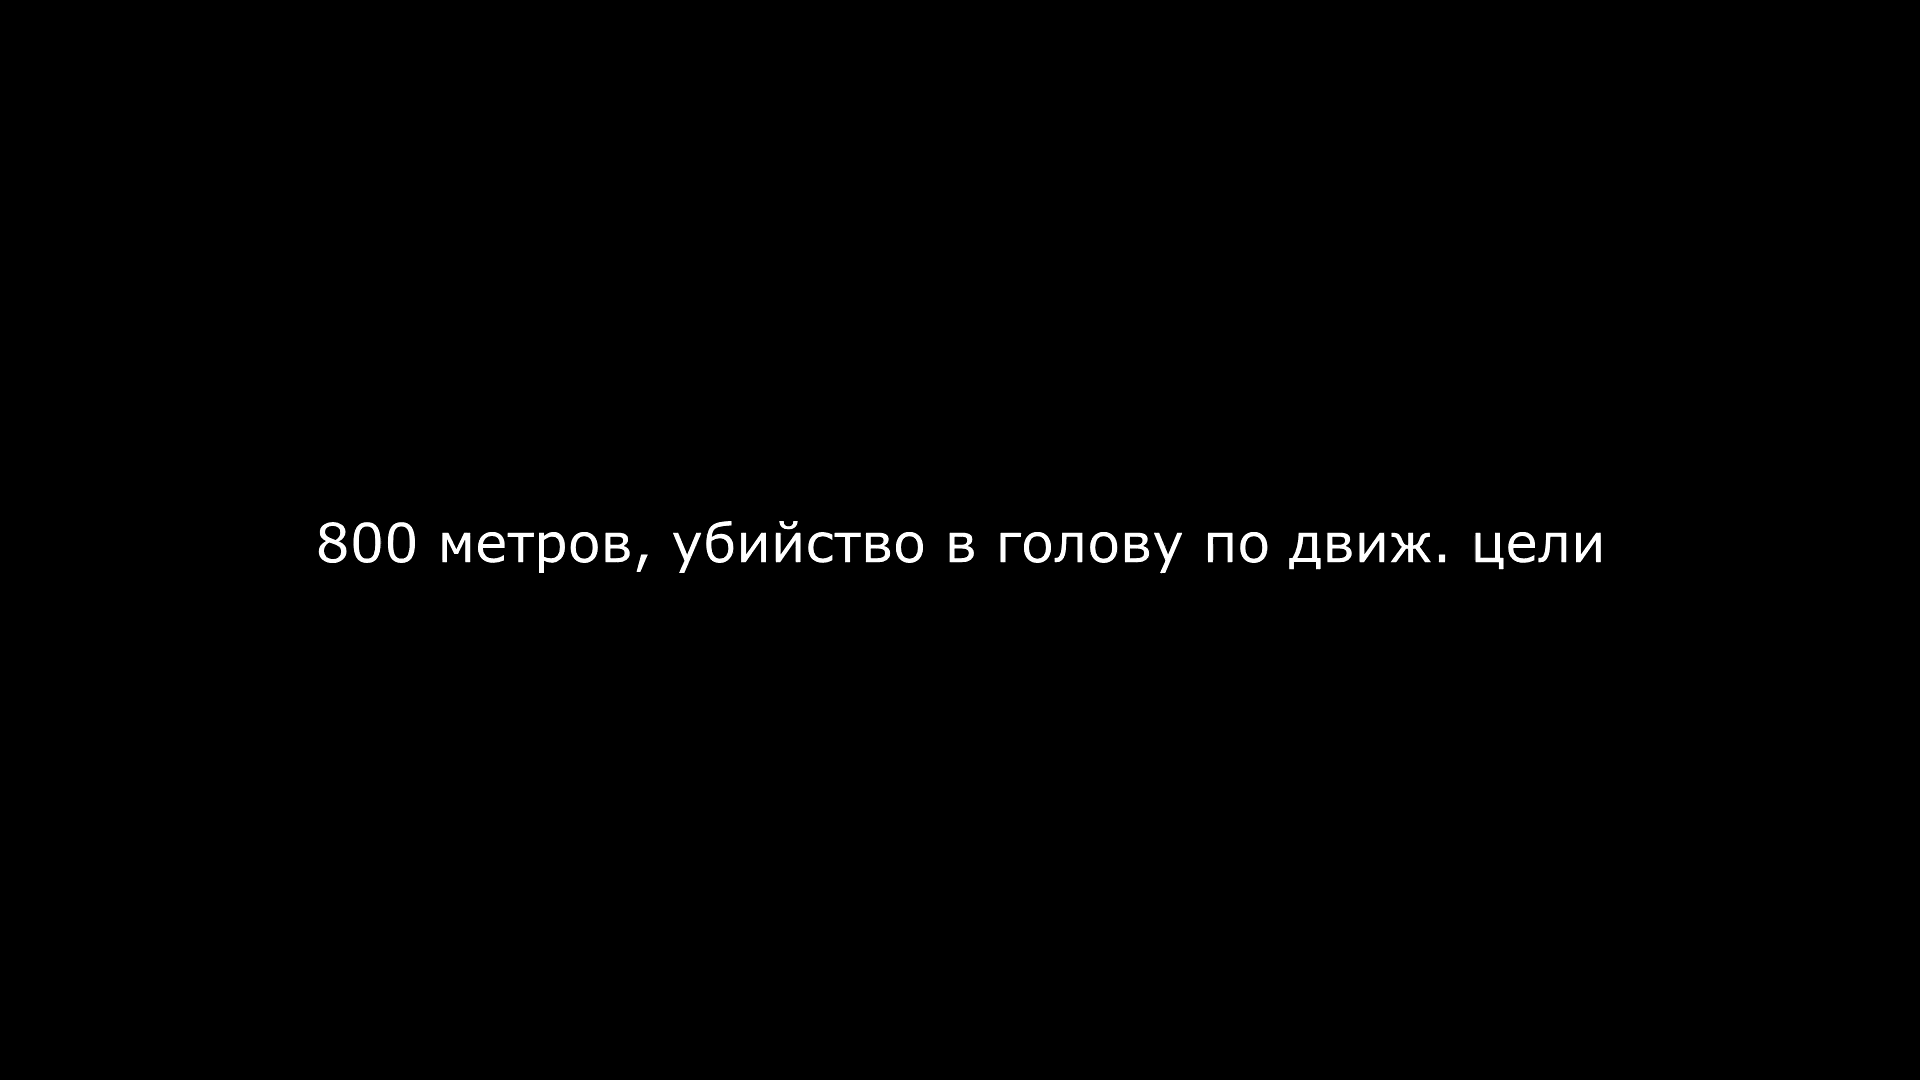 800 метров, убийство в голову по движ. цели